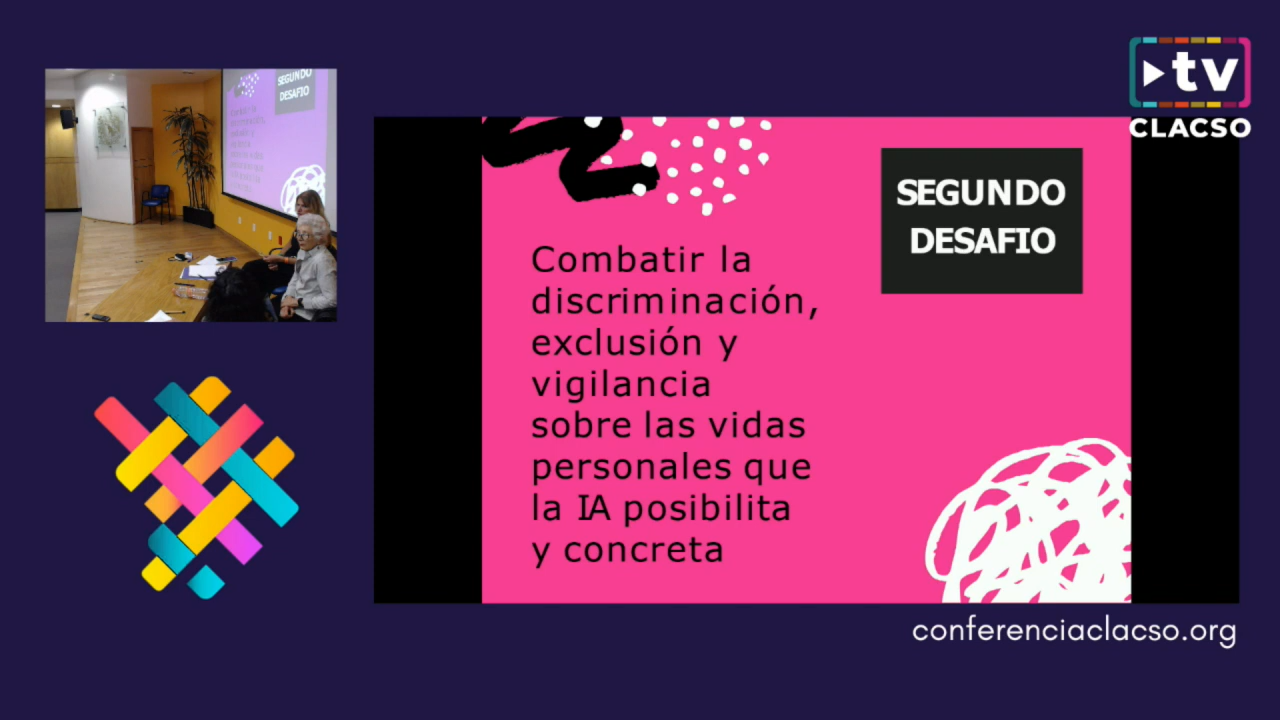 tv
CLACSO
SEGUNDO
DESAFIO
SEGUNDO
DESAFIO
Combatir la
discriminación,
exclusión y
vigilancia
sobre las vidas
personales que
la IA posibilita
y concreta
conferenciaclacso.org